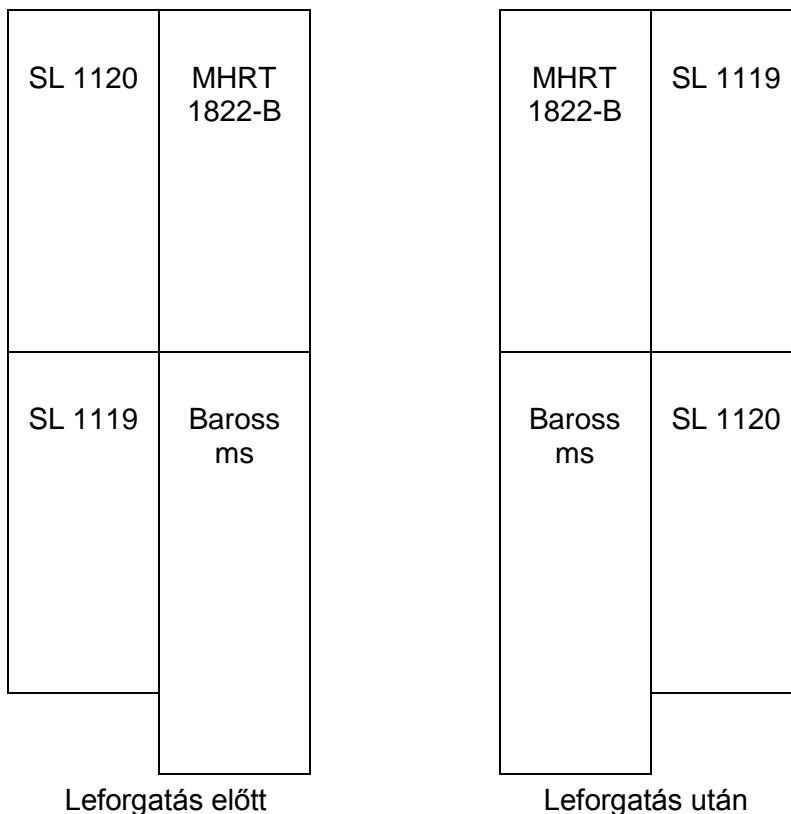 SL 1120
MHRT
1822-B
SL 1119
Baross
ms
Leforgatás előtt
MHRT
1822-B
SL 1119
Baross
ms
SL 1120
Leforgatás után